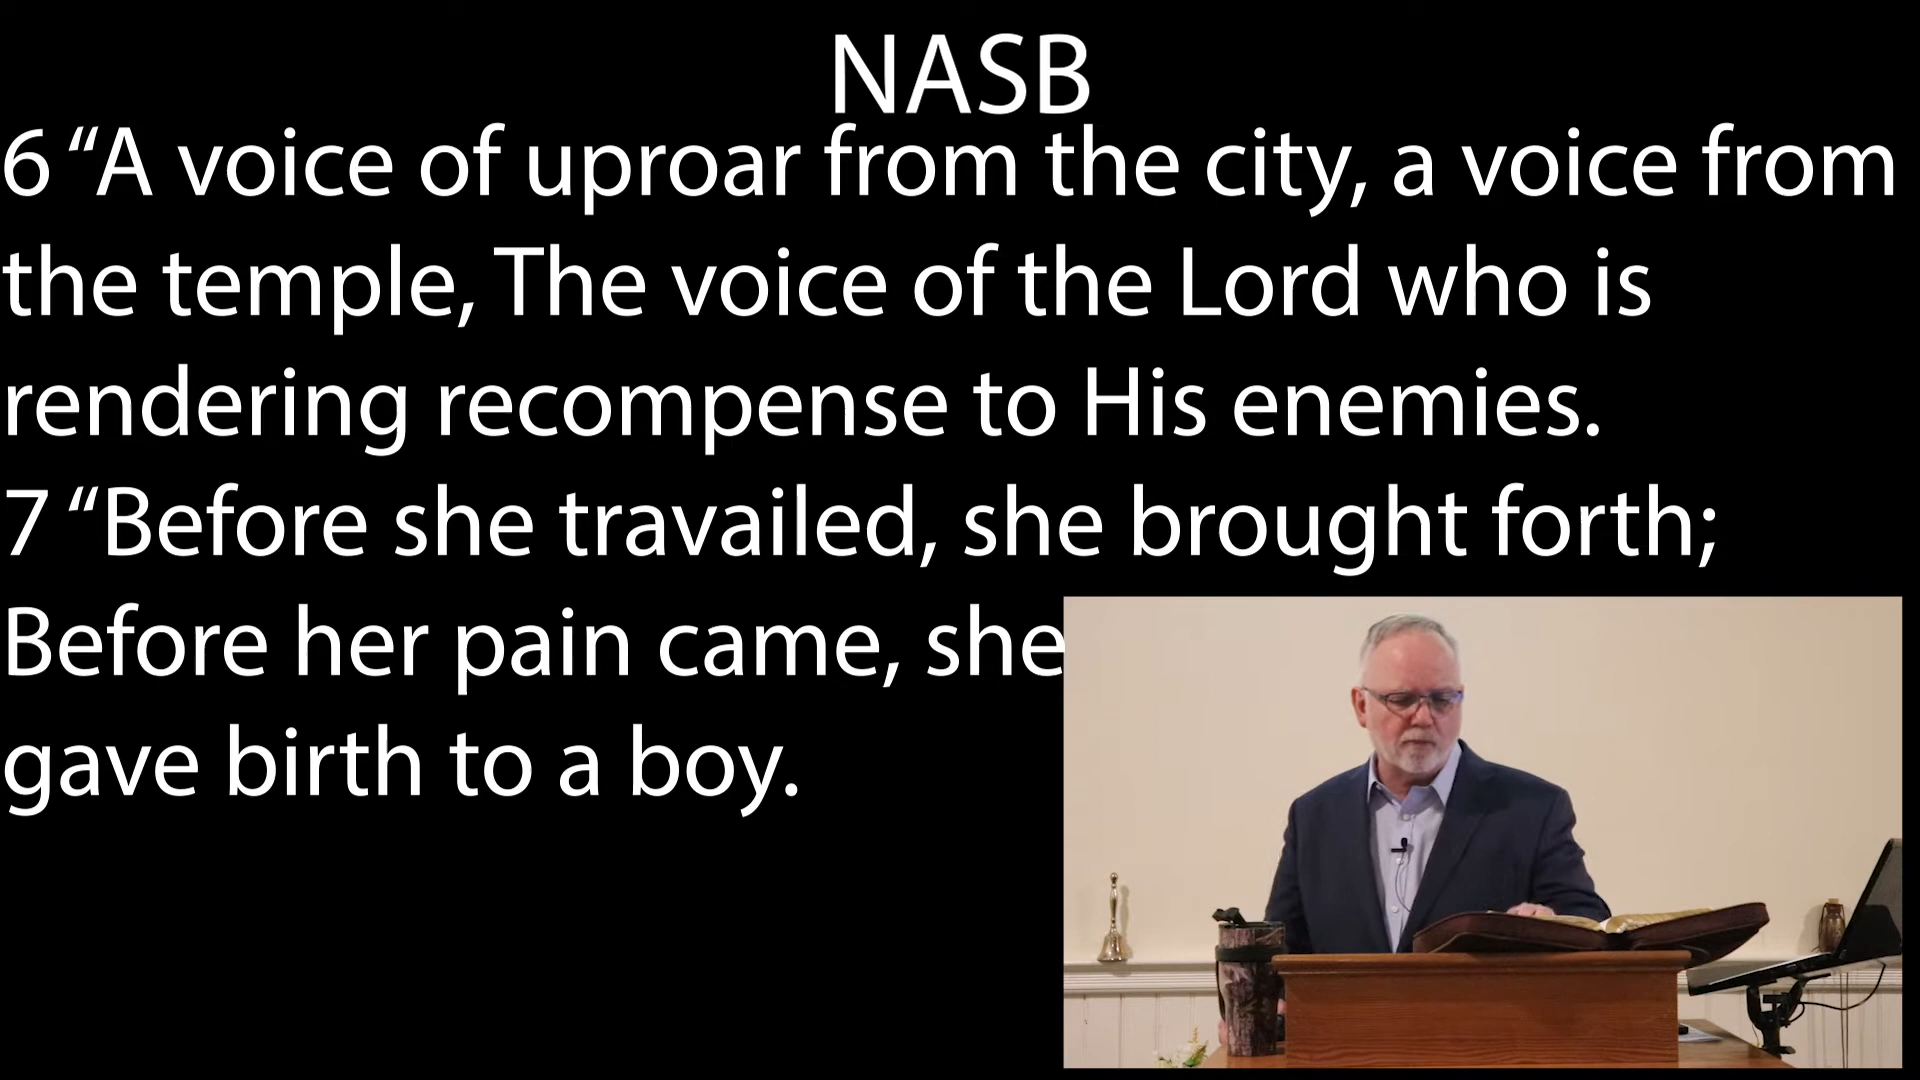 NASB
6 “A voice of uproar from the city, a voice from
the temple, The voice of the Lord who is
rendering recompense to His enemies.
7 “Before she travailed, she brought forth;
Before her pain came, she
gave birth to a boy.